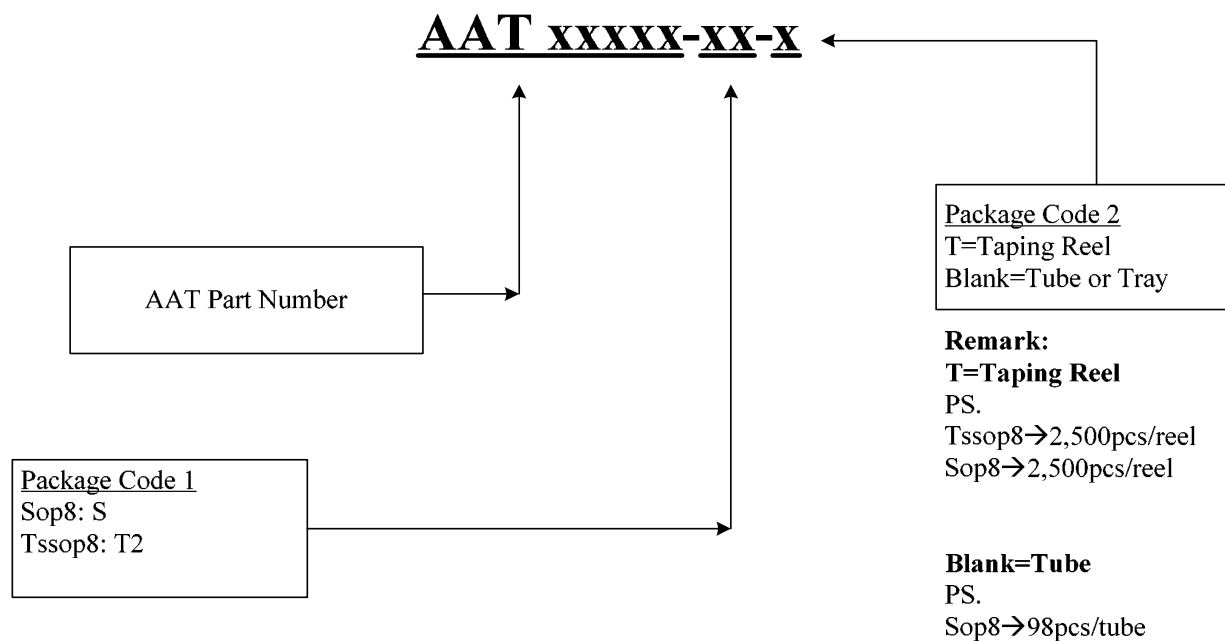 AAT xxxxx-xx-x
AAT Part Number
Package Code 1
Sop8: S
Tssop8: T2
Package Code 2
T=Taping Reel
Blank=Tube or Tray
Remark:
T=Taping Reel
PS.
Tssop8→2,500pcs/reel
Sop8→2,500pcs/reel
Blank=Tube
PS.
Sop8→98pcs/tube